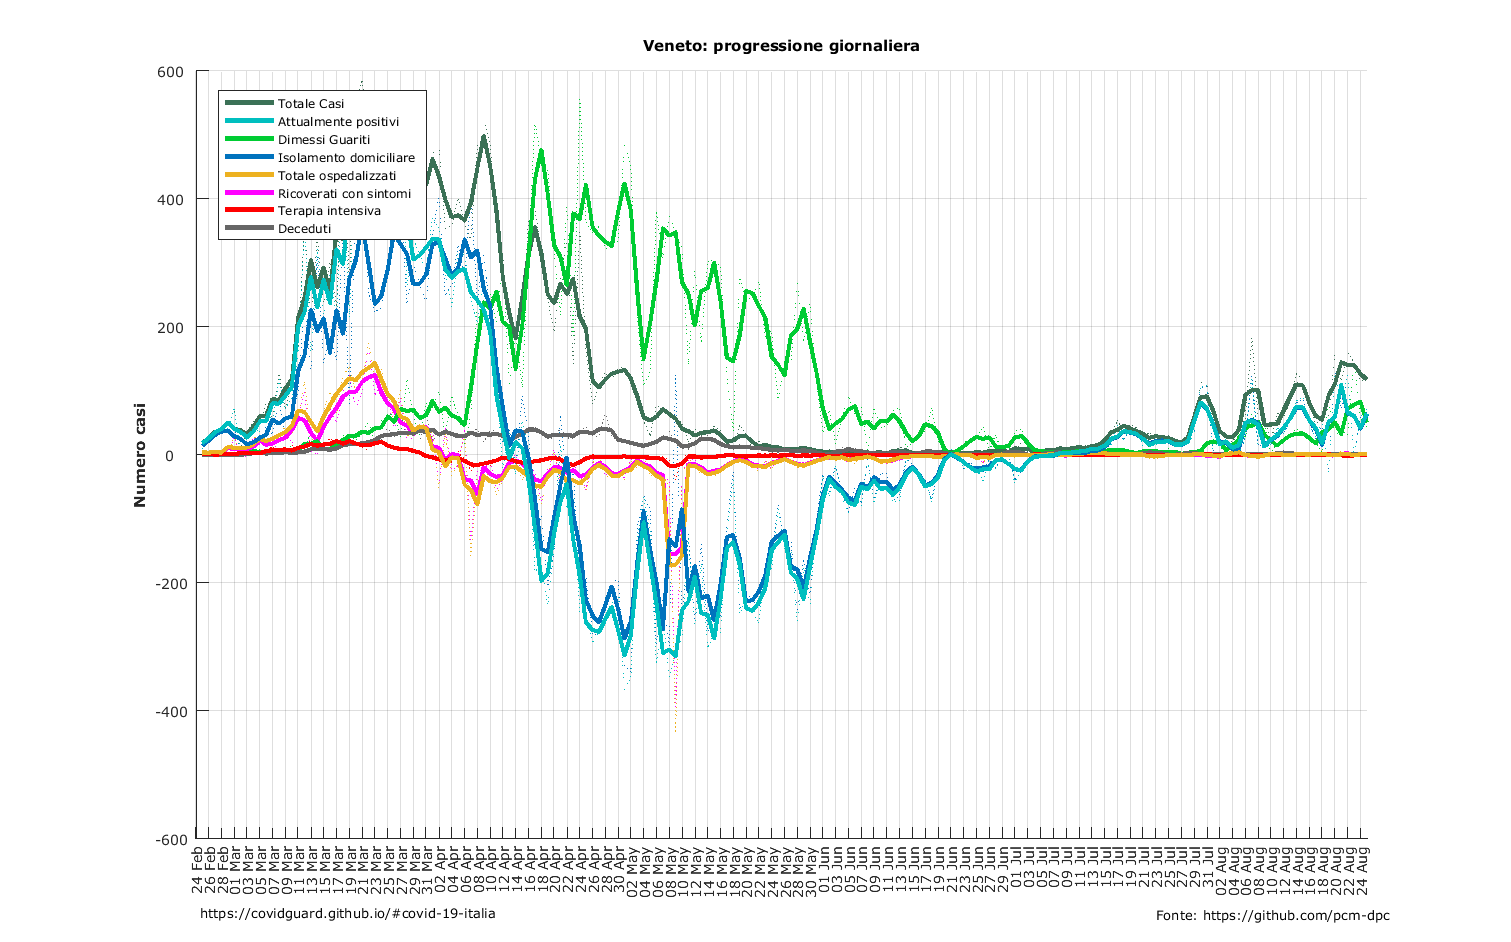 Veneto: progressione giornaliera
600
400
200
0
-200
-400
-600
Numero casi
Totale Casi
Attualmente positivi
Dimessi Guariti
Isolamento domiciliare
Totale ospedalizzati
Ricoverati con sintomi
Terapia intensiva
Deceduti
24 Feb
26 Feb
28 Feb
01 Mar
03 Mar
05 Mar
07 Mar
09 Mar
11 Mar
13 Mar
15 Mar
17 Mar
19 Mar
21 Mar
23 Mar
25 Mar
27 Mar
29 Mar
31 Mar
02 Apr
04 Apr
06 Apr
08 Apr
10 Apr
12 Apr
14 Apr
16 Apr
18 Apr
20 Apr
22 Apr
24 Apr
26 Apr
28 Apr
30 Apr
02 May
04 May
06 May
08 May
10 May
12 May
14 May
16 May
18 May
20 May
22 May
24 May
26 May
28 May
30 May
01 Jun
03 Jun
05 Jun
07 Jun
09 Jun
11 Jun
13 Jun
15 Jun
17 Jun
19 Jun
21 Jun
23 Jun
25 Jun
27 Jun
29 Jun
01 Jul
03 Jul
05 Jul
07 Jul
09 Jul
11 Jul
13 Jul
15 Jul
17 Jul
19 Jul
21 Jul
23 Jul
25 Jul
27 Jul
29 Jul
31 Jul
02 Aug
04 Aug
06 Aug
08 Aug
10 Aug
12 Aug
14 Aug
16 Aug
18 Aug
20 Aug
22 Aug
24 Aug
https://covidguard.github.io/#covid-19-italia
Fonte: https://github.com/pcm-dpc